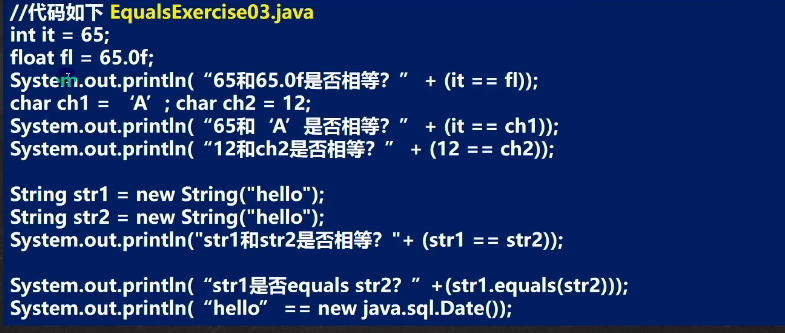 //代码如下 EqualsExercise03.java
int it = 65;
float fl = 65.0f;
System.out.println(“65和65.0f是否相等？” + (it == fl));
char ch1 = ‘A’; char ch2 = 12;
System.out.println(“65和‘A’是否相等？” + (it == ch1));
System.out.println(“12和ch2是否相等？” + (12 == ch2));
String str1 = new String("hello");
String str2 = new String("hello");
System.out.println("str1和str2是否相等？"+ (str1 == str2));
System.out.println(“str1是否equals str2？”+(str1.equals(str2)));
System.out.println(“hello” == new java.sql.Date());